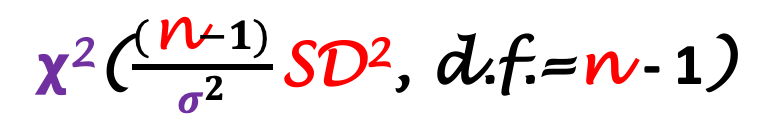 χ²((n-1)/σ² SD², d.f.=n-1)